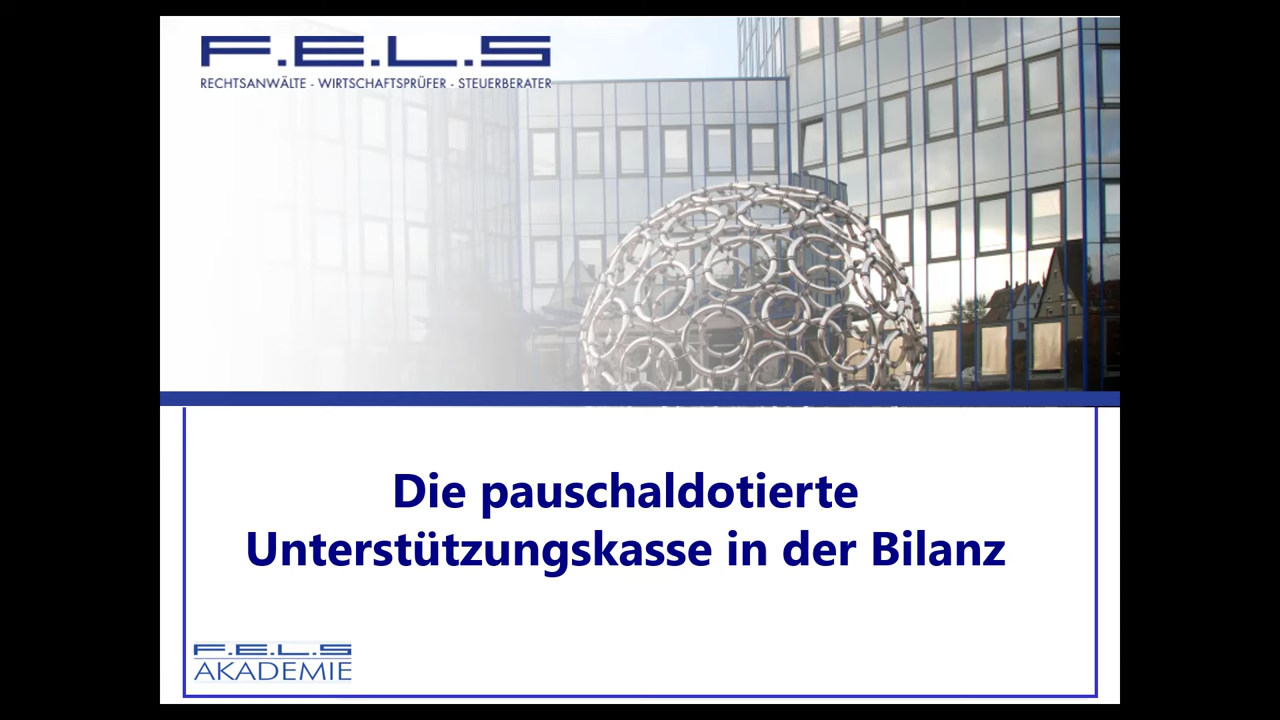 F.E.L.S
RECHTSANWÄLTE - WIRTSCHAFTSPRÜFER - STEUERBERATER
Die pauschaldotierte
Unterstützungskasse in der Bilanz
F.E.L.S
AKADEMIE